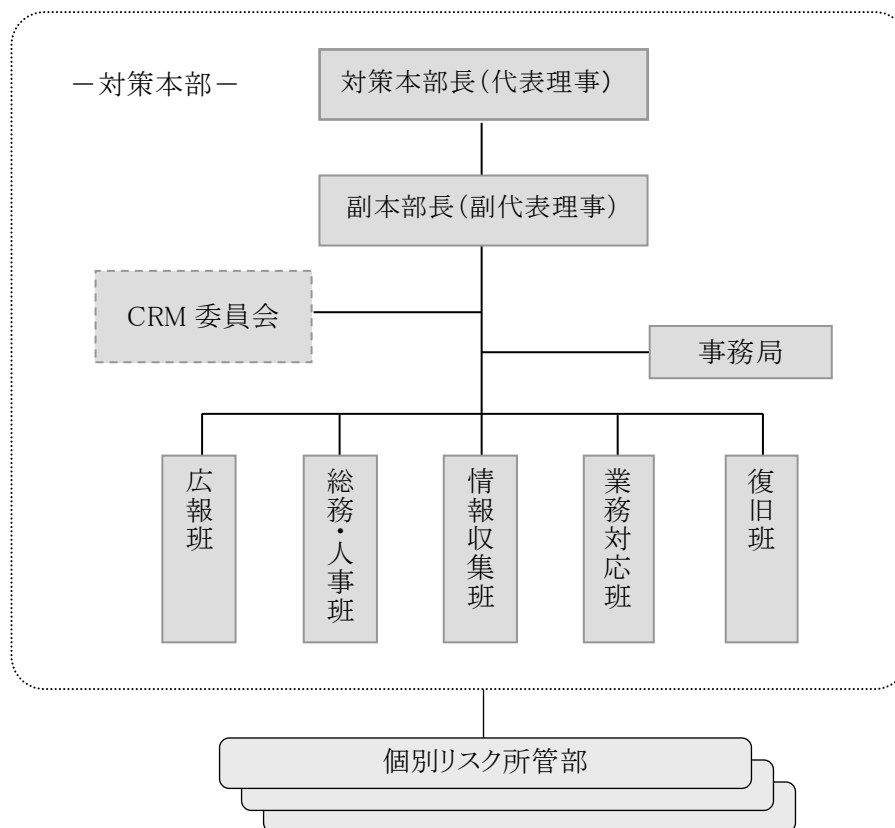 －対策本部－
対策本部長(代表理事)
副本部長(副代表理事)
CRM 委員会
事務局
広報班
総務・人事班
情報収集班
業務対応班
復旧班
個別リスク所管部